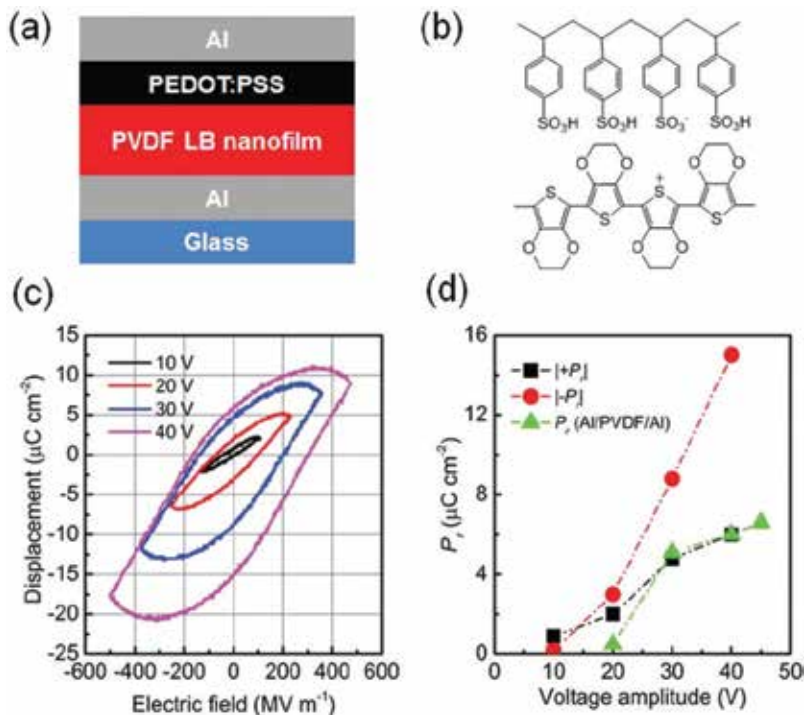 (a)
Al
PEDOT:PSS
PVDF LB nanofilm
Al
Glass
(b)
SO₃H SO₃H SO₃⁻ SO₃H
O O O O
S S⁺
S S
O O O O
(c)
15
10
5
0
-5
-10
-15
-20
-25
Displacement (μC cm⁻²)
10 V
20 V
30 V
40 V
-600 -400 -200 0 200 400 600
Electric field (MV m⁻¹)
(d)
16
12
8
4
0
Pᵣ (μC cm⁻²)
|+Pᵣ|
|-Pᵣ|
Pᵣ (Al/PVDF/Al)
0 10 20 30 40 50
Voltage amplitude (V)